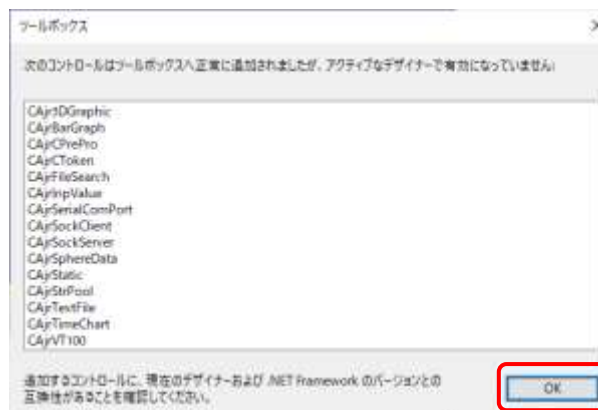 ツールボックス
次のコントロールはツールボックスへ正常に追加されましたが、アクティブなデザイナーで有効になっていません:
CAjr3DGraphic
CAjrBarGraph
CAjrCPrePro
CAjrCToken
CAjrFileSearch
CAjrInpValue
CAjrSerialComPort
CAjrSockClient
CAjrSockServer
CAjrSphereData
CAjrStatic
CAjrStrPool
CAjrTextFile
CAjrTimeChart
CAjrVT100
追加するコントロールに、現在のデザイナーおよび .NET Framework のバージョンとの
互換性があることを確認してください。
OK